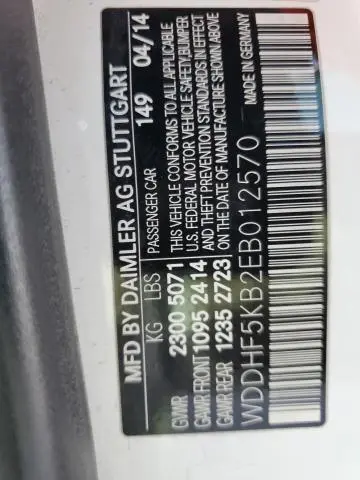 MFD BY DAIMLER AG STUTTGART
149 04/14
KG LBS PASSENGER CAR
GVWR 2300 5071
GAWR FRONT 1095 2414
GAWR REAR 1235 2723
THIS VEHICLE CONFORMS TO ALL APPLICABLE
U.S. FEDERAL MOTOR VEHICLE SAFETY,BUMPER
AND THEFT PREVENTION STANDARDS IN EFFECT
ON THE DATE OF MANUFACTURE SHOWN ABOVE
WDDHF5KB2EB012570
MADE IN GERMANY